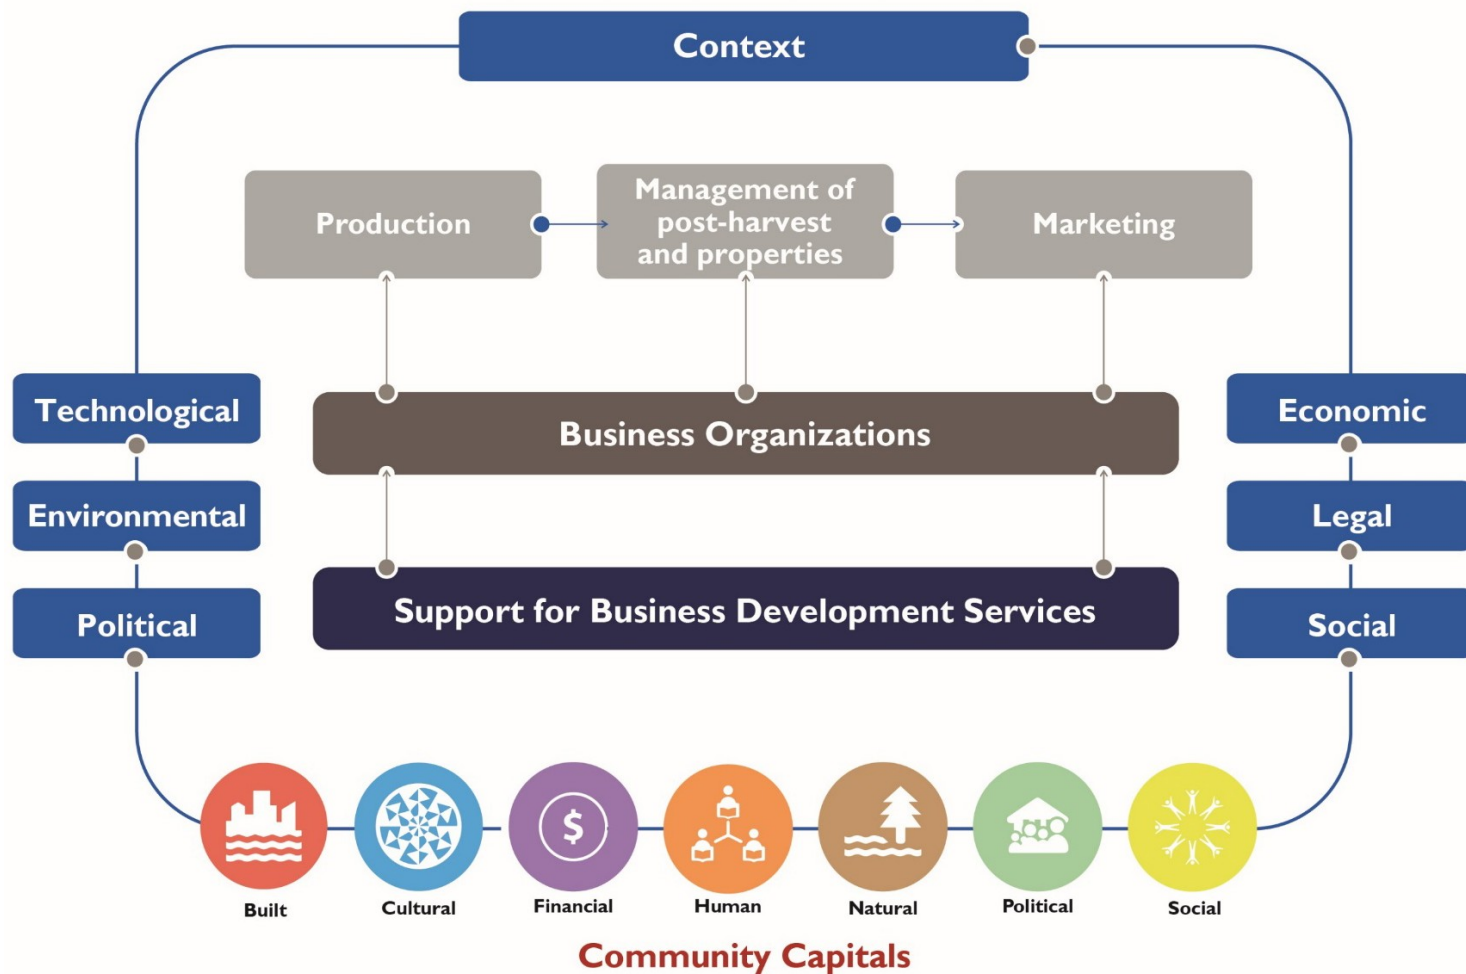 Context
Production
Management of
post-harvest
and properties
Marketing
Technological
Economic
Business Organizations
Environmental
Legal
Support for Business Development Services
Political
Social
$
Built
Cultural
Financial
Human
Natural
Political
Social
Community Capitals